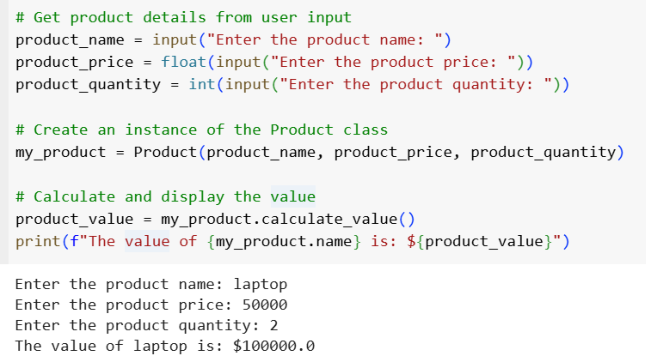 # Get product details from user input
product_name = input("Enter the product name: ")
product_price = float(input("Enter the product price: "))
product_quantity = int(input("Enter the product quantity: "))
# Create an instance of the Product class
my_product = Product(product_name, product_price, product_quantity)
# Calculate and display the value
product_value = my_product.calculate_value()
print(f"The value of {my_product.name} is: ${product_value}")
Enter the product name: laptop
Enter the product price: 50000
Enter the product quantity: 2
The value of laptop is: $100000.0